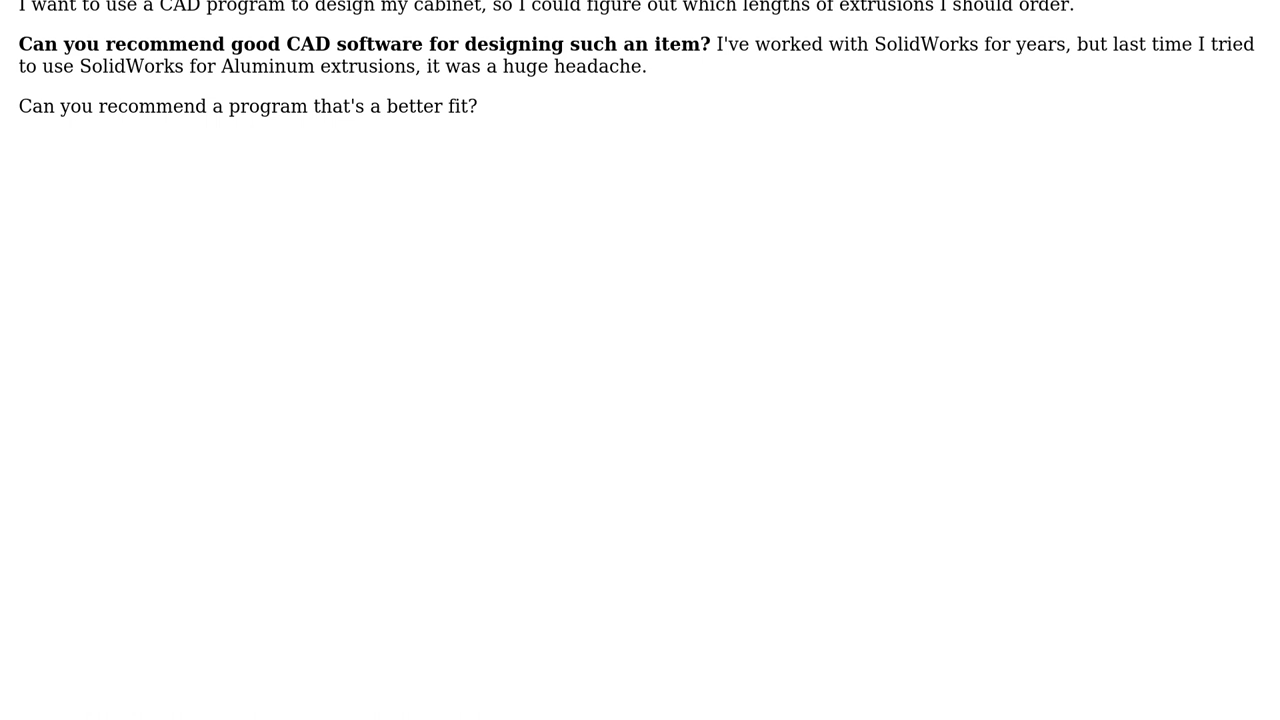 I want to use a CAD program to design my cabinet, so I could figure out which lengths of extrusions I should order.
Can you recommend good CAD software for designing such an item? I've worked with SolidWorks for years, but last time I tried
to use SolidWorks for Aluminum extrusions, it was a huge headache.
Can you recommend a program that's a better fit?